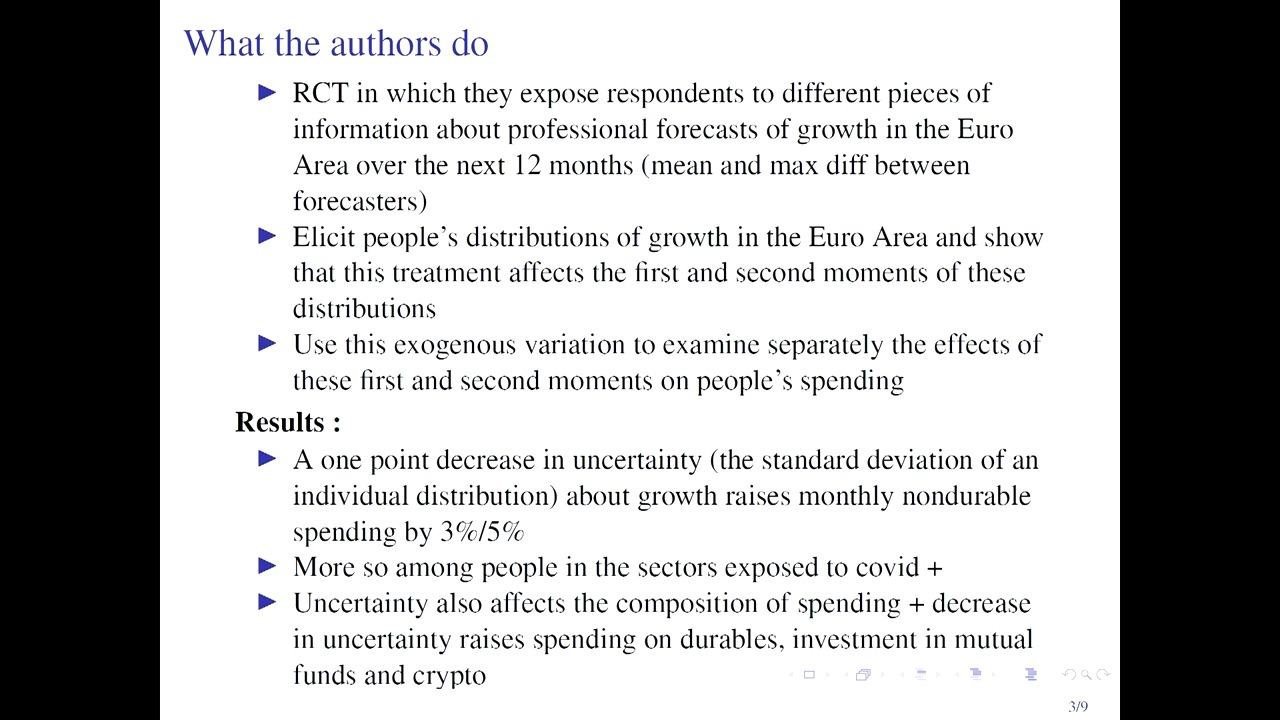 What the authors do
▶ RCT in which they expose respondents to different pieces of
information about professional forecasts of growth in the Euro
Area over the next 12 months (mean and max diff between
forecasters)
▶ Elicit people's distributions of growth in the Euro Area and show
that this treatment affects the first and second moments of these
distributions
▶ Use this exogenous variation to examine separately the effects of
these first and second moments on people's spending
Results :
▶ A one point decrease in uncertainty (the standard deviation of an
individual distribution) about growth raises monthly nondurable
spending by 3%/5%
▶ More so among people in the sectors exposed to covid +
▶ Uncertainty also affects the composition of spending + decrease
in uncertainty raises spending on durables, investment in mutual
funds and crypto
3/9